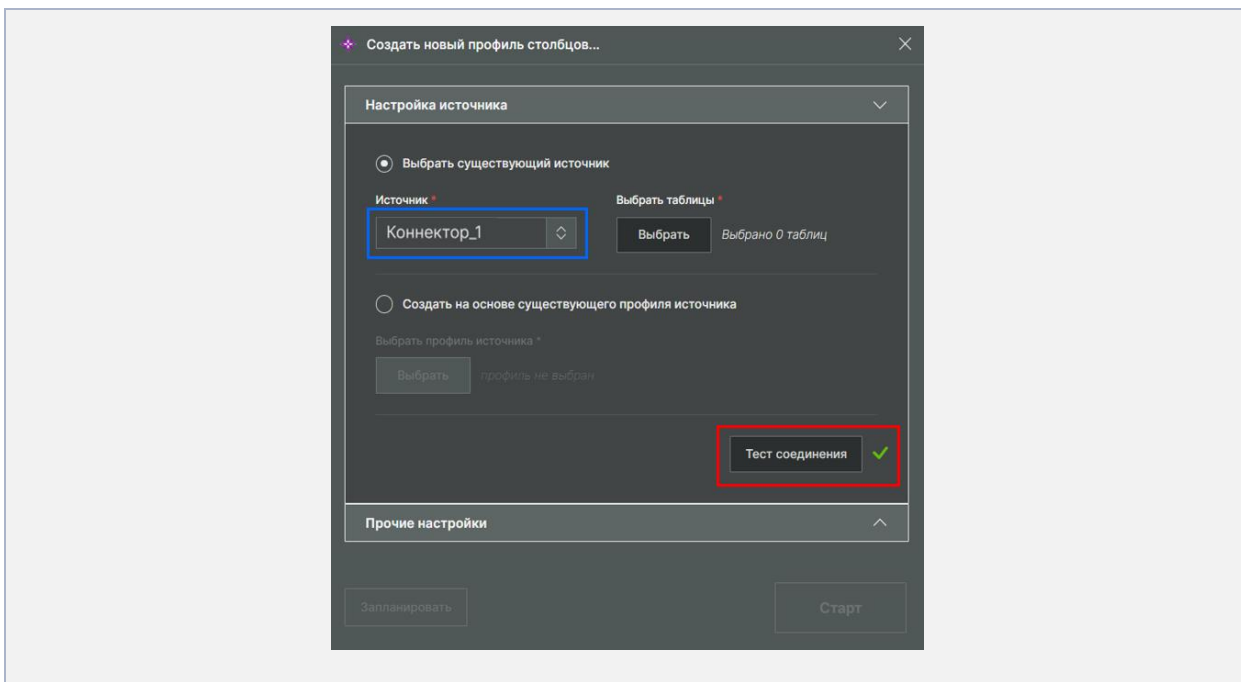 Создать новый профиль столбцов...
Настройка источника
Выбрать существующий источник
Источник *
Выбрать таблицы *
Коннектор_1
Выбрать
Выбрано 0 таблиц
Создать на основе существующего профиля источника
Выбрать профиль источника *
Выбрать
профиль не выбран
Тест соединения
Прочие настройки
Запланировать
Старт